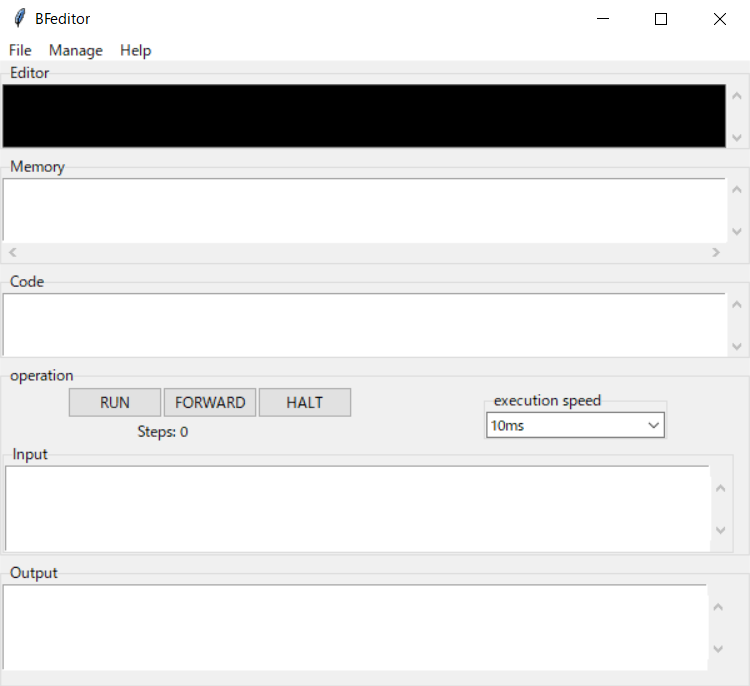 BFeditor
File Manage Help
Editor
Memory
Code
operation
RUN FORWARD HALT
execution speed
10ms
Steps: 0
Input
Output